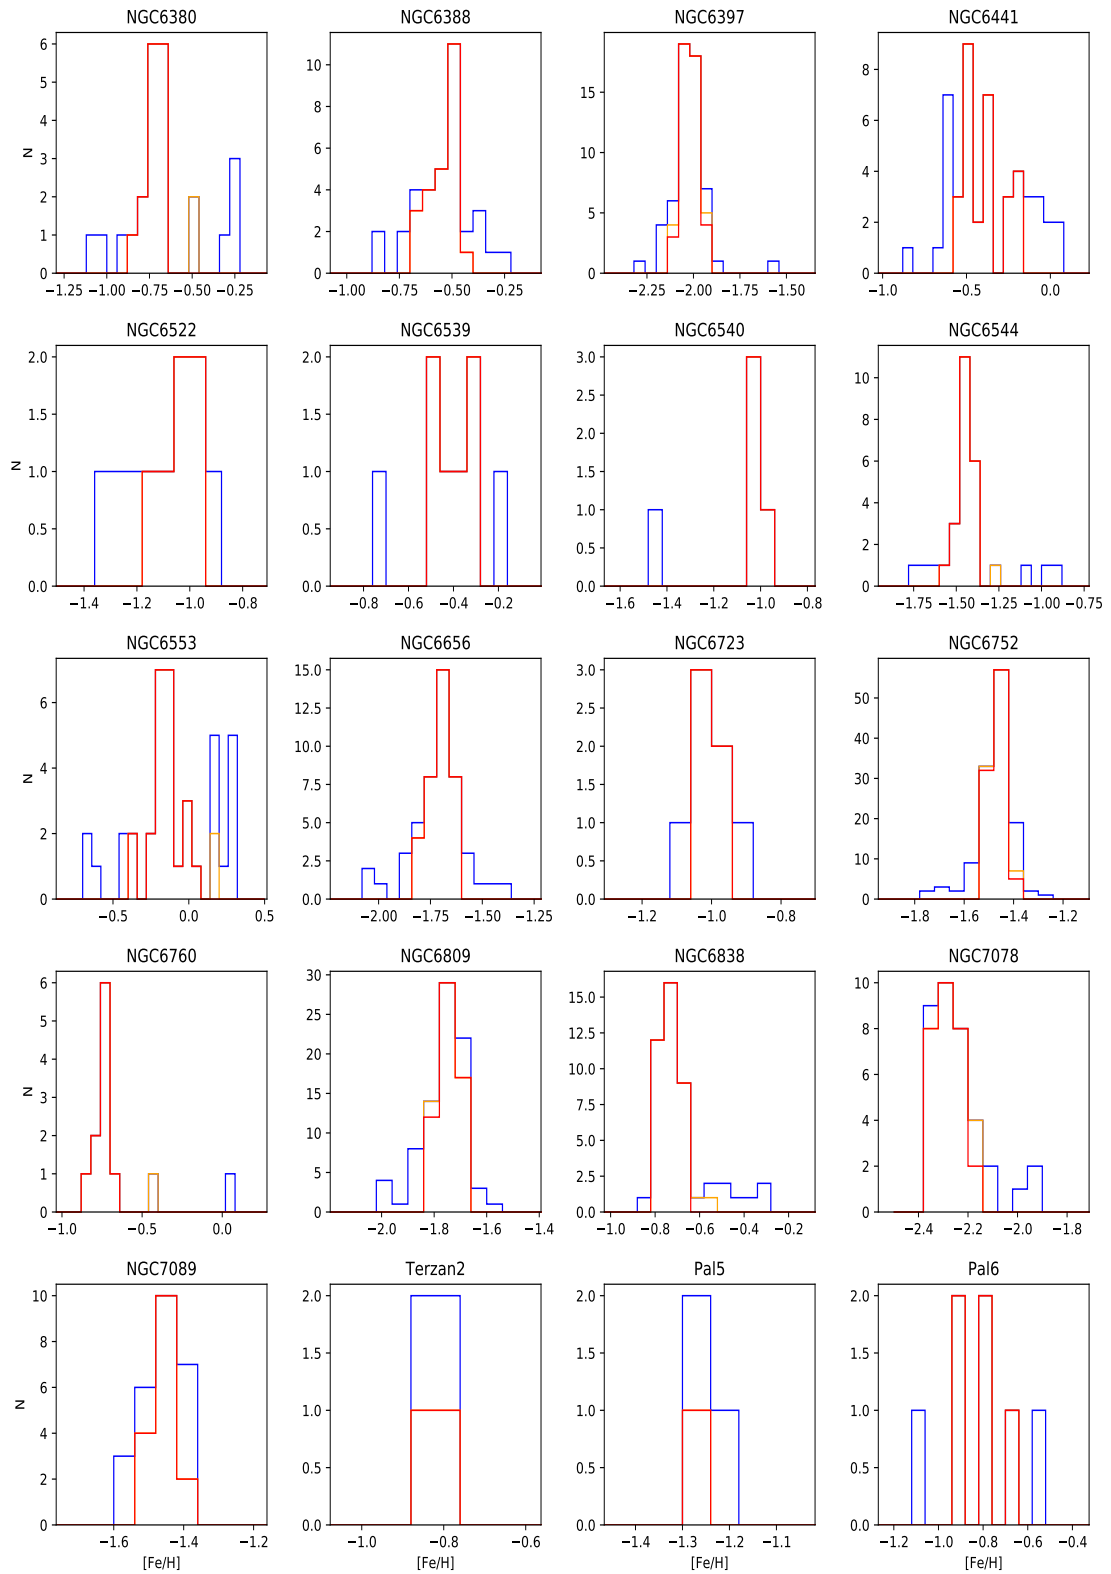 NGC6380 NGC6388 NGC6397 NGC6441
6 5 4 3 2 1 0 10 8 6 4 2 0 15 10 5 0 8 6 4 2 0
N
−1.25 −1.00 −0.75 −0.50 −0.25 −1.00 −0.75 −0.50 −0.25 −2.25 −2.00 −1.75 −1.50 −1.0 −0.5 0.0
NGC6522 NGC6539 NGC6540 NGC6544
2.0 1.5 1.0 0.5 0.0 2.0 1.5 1.0 0.5 0.0 3.0 2.5 2.0 1.5 1.0 0.5 0.0 10 8 6 4 2 0
N
−1.4 −1.2 −1.0 −0.8 −0.8 −0.6 −0.4 −0.2 −1.6 −1.4 −1.2 −1.0 −0.8 −1.75 −1.50 −1.25 −1.00 −0.75
NGC6553 NGC6656 NGC6723 NGC6752
6 4 2 0 15.0 12.5 10.0 7.5 5.0 2.5 0.0 3.0 2.5 2.0 1.5 1.0 0.5 0.0 50 40 30 20 10 0
N
−0.5 0.0 0.5 −2.00 −1.75 −1.50 −1.25 −1.2 −1.0 −0.8 −1.8 −1.6 −1.4 −1.2
NGC6760 NGC6809 NGC6838 NGC7078
6 5 4 3 2 1 0 30 25 20 15 10 5 0 15.0 12.5 10.0 7.5 5.0 2.5 0.0 10 8 6 4 2 0
N
−1.0 −0.5 0.0 −2.0 −1.8 −1.6 −1.4 −1.0 −0.8 −0.6 −0.4 −0.2 −2.4 −2.2 −2.0 −1.8
NGC7089 Terzan2 Pal5 Pal6
10 8 6 4 2 0 2.0 1.5 1.0 0.5 0.0 2.0 1.5 1.0 0.5 0.0 2.0 1.5 1.0 0.5 0.0
N
−1.6 −1.4 −1.2 −1.0 −0.8 −0.6 −1.4 −1.3 −1.2 −1.1 −1.2 −1.0 −0.8 −0.6 −0.4
[Fe/H] [Fe/H] [Fe/H] [Fe/H]